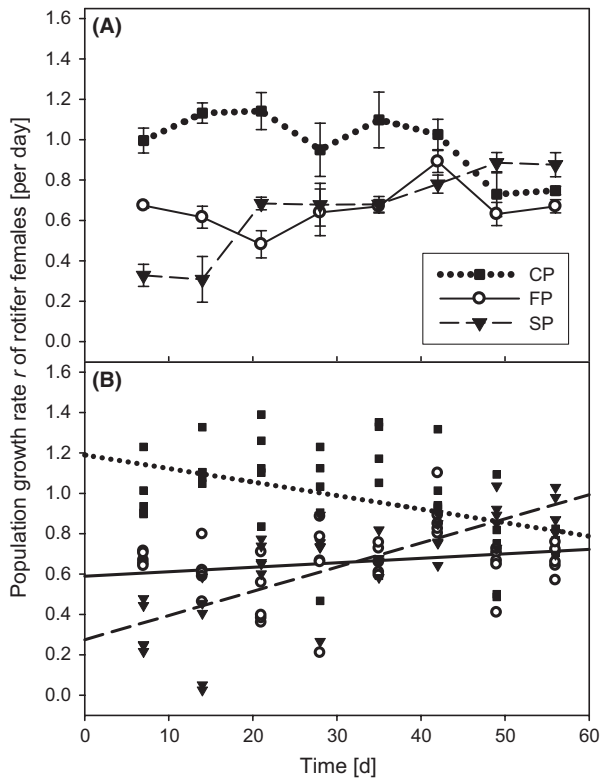 Population growth rate r of rotifer females [per day]
(A)
1.6
1.4
1.2
1.0
0.8
0.6
0.4
0.2
0.0
CP
FP
SP
(B)
1.6
1.4
1.2
1.0
0.8
0.6
0.4
0.2
0.0
0 10 20 30 40 50 60
Time [d]